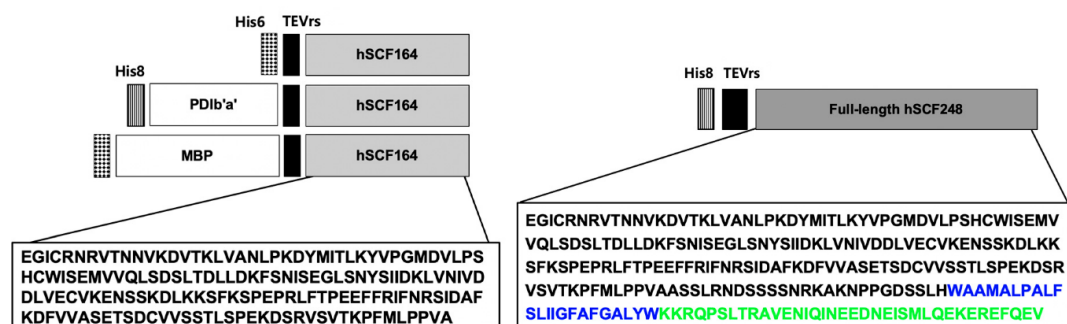 His6 TEVrs
hSCF164
His8
PDIb'a'
hSCF164
MBP
hSCF164
EGICRNRVTNNVKDVTKLVANLPKDYMITLKYVPGMDVLPS
HCWISEMVVQLSDSLTDLLDKFSNISEGLSNYSIIDKLVNIVD
DLVECVKENSSKDLKKSFKSPEPRLFTPEEFFRIFNRSIDAF
KDFVVASETSDCVVSSTLSPEKDSRVSVTKPFMLPPVA
His8 TEVrs
Full-length hSCF248
EGICRNRVTNNVKDVTKLVANLPKDYMITLKYVPGMDVLPSHCWISEMV
VQLSDSLTDLLDKFSNISEGLSNYSIIDKLVNIVDDLVECVKENSSKDLKK
SFKSPEPRLFTPEEFFRIFNRSIDAFKDFVVASETSDCVVSSTLSPEKDSR
VSVTKPFMLPPVAASSLRNDSSSSNRKAKNPPGDSSLHWAAMALPALF
SLIIGFAFGALYWKKRQPSLTRAVENIQINEEDNEISMLQEKEREFQEV